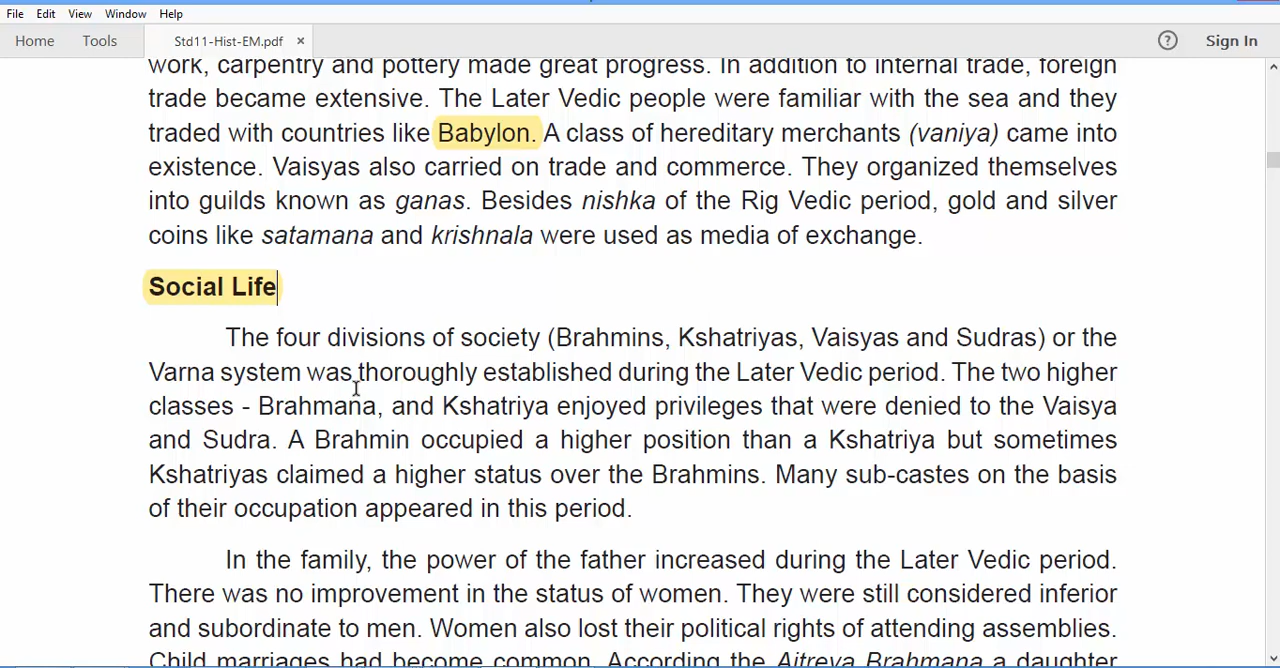 File Edit View Window Help
Home Tools Std11-Hist-EM.pdf × ? Sign In
work, carpentry and pottery made great progress. In addition to internal trade, foreign
trade became extensive. The Later Vedic people were familiar with the sea and they
traded with countries like Babylon. A class of hereditary merchants (vaniya) came into
existence. Vaisyas also carried on trade and commerce. They organized themselves
into guilds known as ganas. Besides nishka of the Rig Vedic period, gold and silver
coins like satamana and krishnala were used as media of exchange.
Social Life
The four divisions of society (Brahmins, Kshatriyas, Vaisyas and Sudras) or the
Varna system was thoroughly established during the Later Vedic period. The two higher
classes - Brahmana, and Kshatriya enjoyed privileges that were denied to the Vaisya
and Sudra. A Brahmin occupied a higher position than a Kshatriya but sometimes
Kshatriyas claimed a higher status over the Brahmins. Many sub-castes on the basis
of their occupation appeared in this period.
In the family, the power of the father increased during the Later Vedic period.
There was no improvement in the status of women. They were still considered inferior
and subordinate to men. Women also lost their political rights of attending assemblies.
Child marriages had become common. According the Aitreya Brahmana a daughter